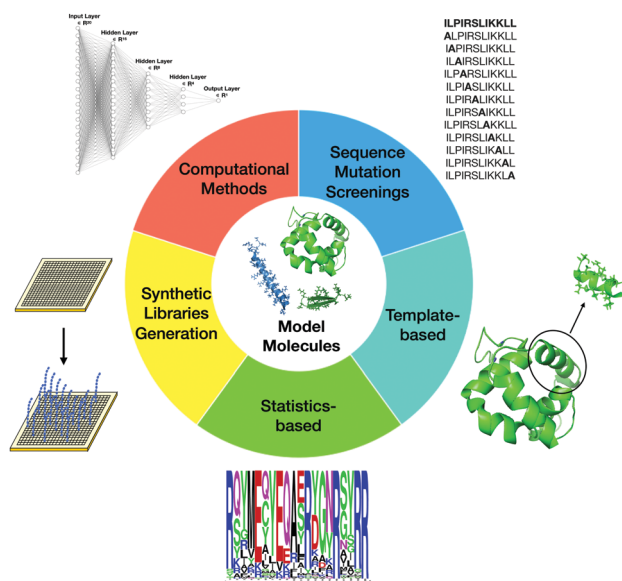 Input Layer
∈ R²⁰
Hidden Layer
∈ R¹⁶
Hidden Layer
∈ R⁸
Hidden Layer
∈ R⁴
Output Layer
∈ R¹
ILPIRSLIKKLL
ALPIRSLIKKLL
IAPIRSLIKKLL
ILAIRSLIKKLL
ILPARSLIKKLL
ILPIASLIKKLL
ILPIRALIKKLL
ILPIRSAIKKLL
ILPIRSLAKKLL
ILPIRSLIAKLL
ILPIRSLIKALL
ILPIRSLIKKAL
ILPIRSLIKKLA
Computational
Methods
Sequence
Mutation
Screenings
Synthetic
Libraries
Generation
Model
Molecules
Template-
based
Statistics-
based